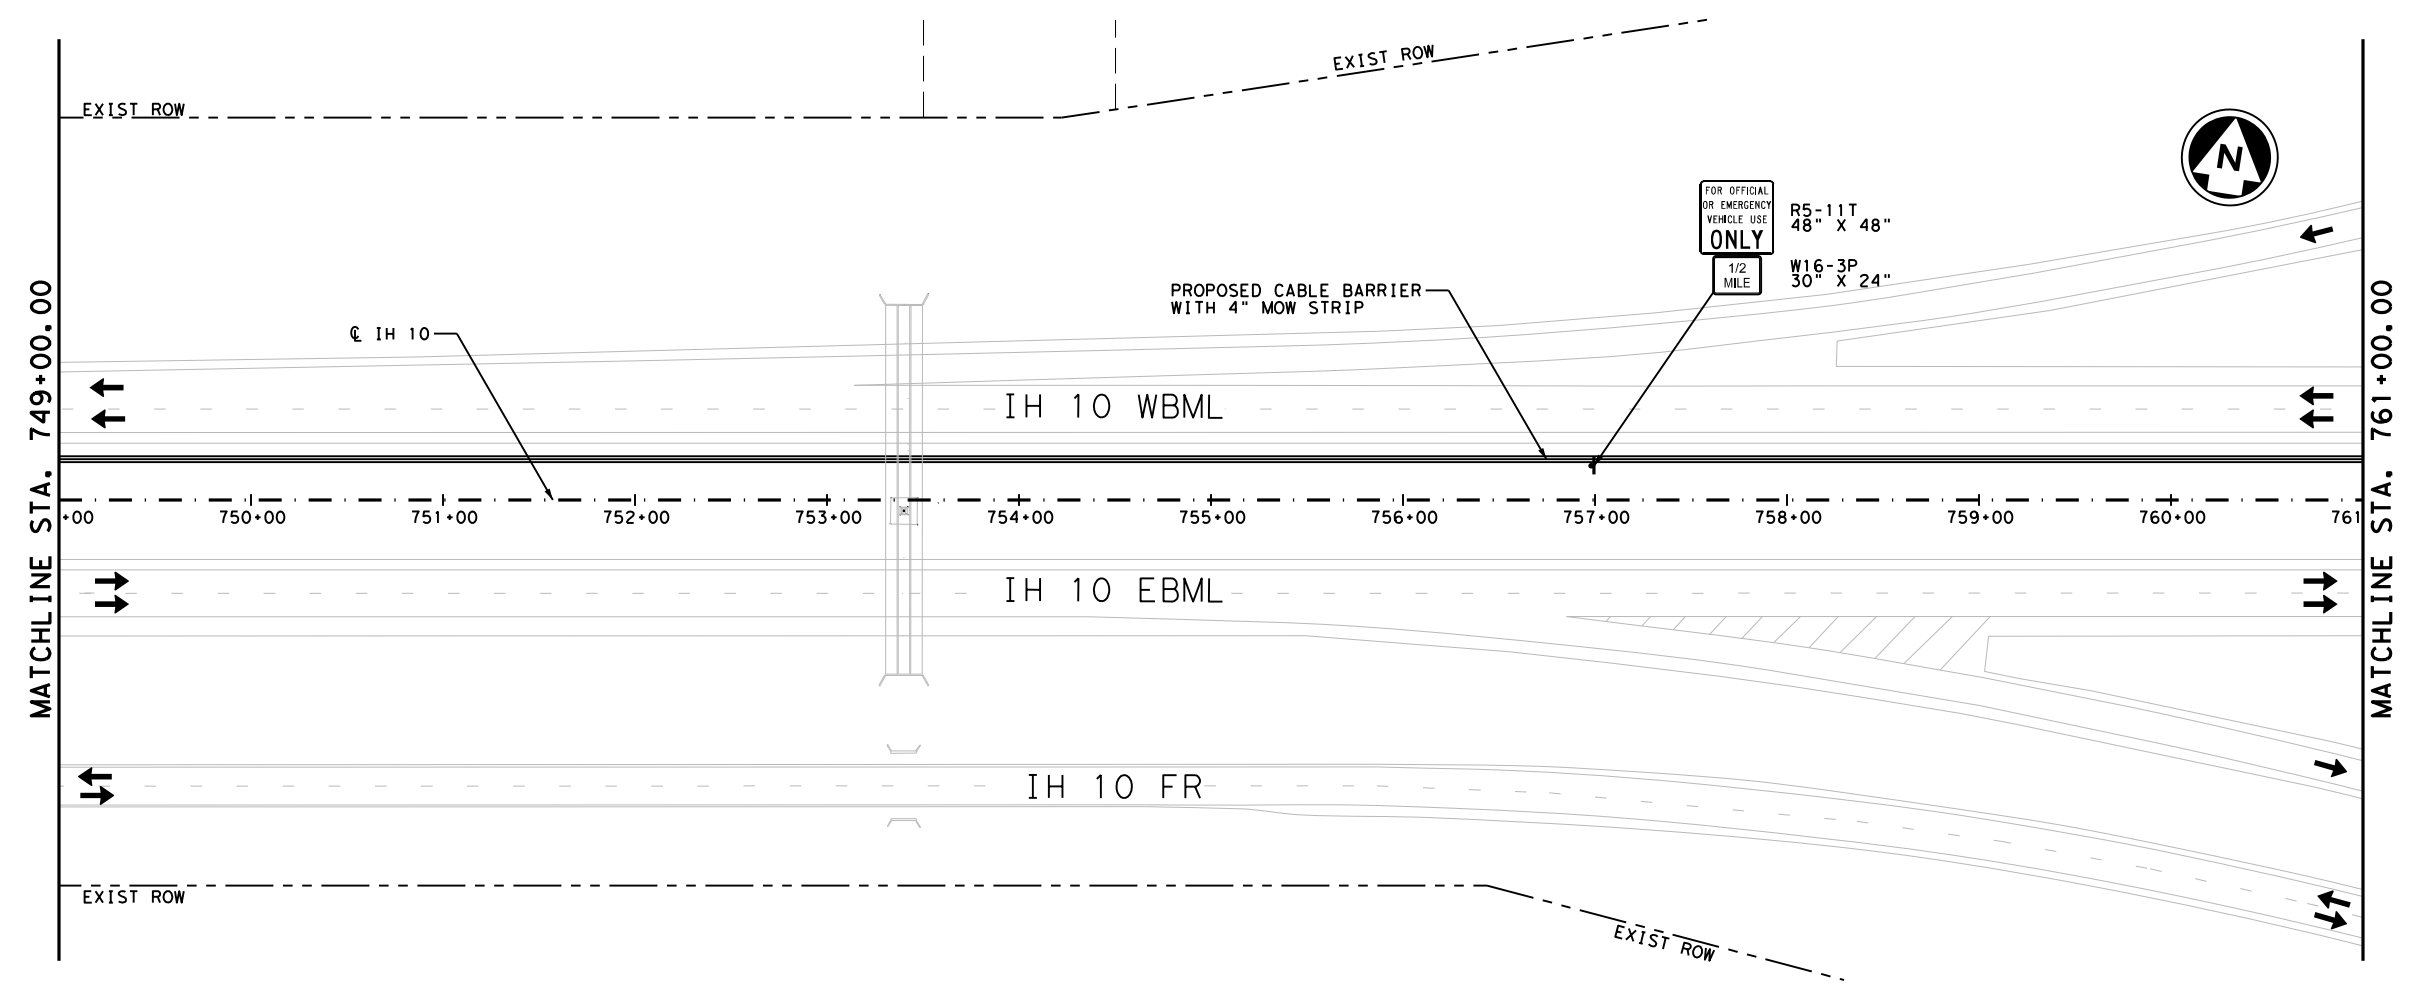 EXIST ROW
EXIST ROW
N
FOR OFFICIAL
OR EMERGENCY
VEHICLE USE
ONLY
R5-11T
48" X 48"
1/2
MILE
W16-3P
30" X 24"
PROPOSED CABLE BARRIER
WITH 4" MOW STRIP
℄ IH 10
MATCHLINE STA. 749+00.00
MATCHLINE STA. 761+00.00
IH 10 WBML
+00 750+00 751+00 752+00 753+00 754+00 755+00 756+00 757+00 758+00 759+00 760+00 761
IH 10 EBML
IH 10 FR
EXIST ROW
EXIST ROW